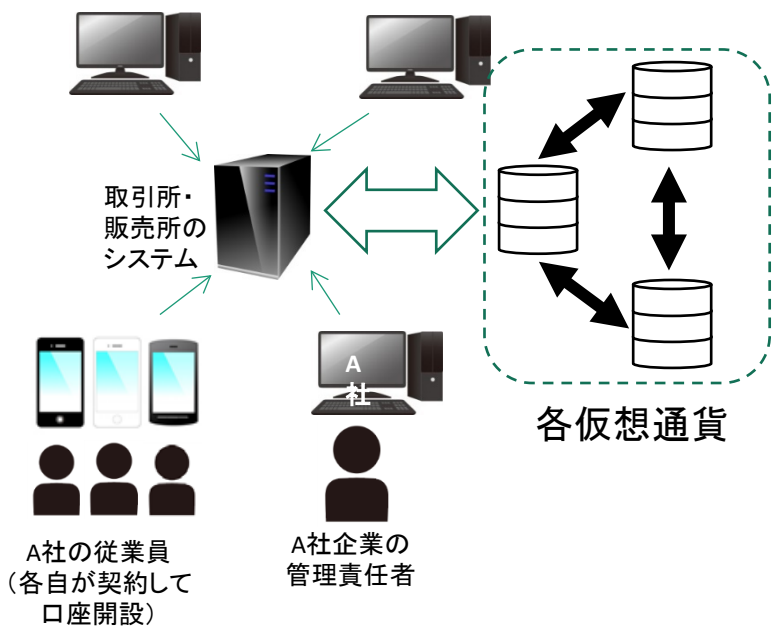 取引所・
販売所の
システム
A
社
各仮想通貨
A社の従業員
（各自が契約して
口座開設）
A社企業の
管理責任者